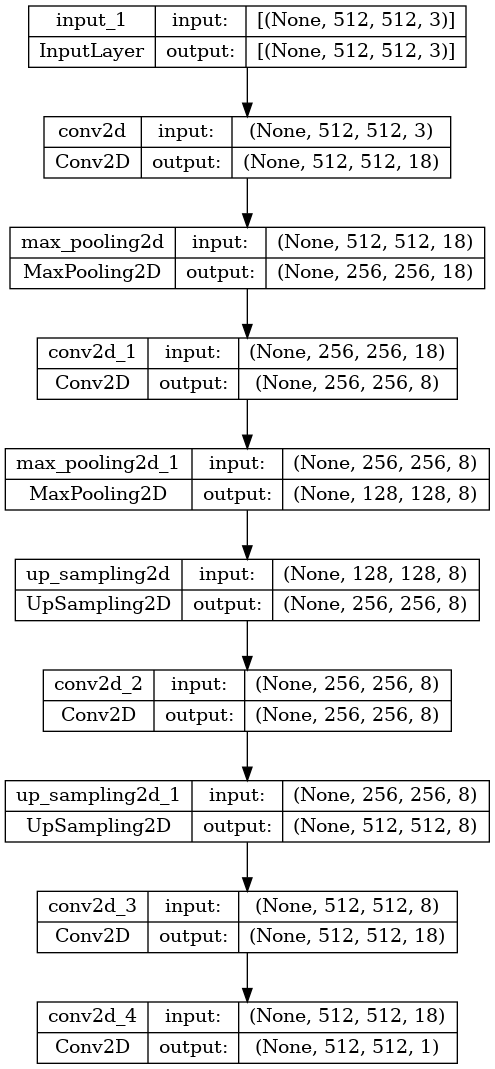 input_1 input: [(None, 512, 512, 3)]
InputLayer output: [(None, 512, 512, 3)]
conv2d input: (None, 512, 512, 3)
Conv2D output: (None, 512, 512, 18)
max_pooling2d input: (None, 512, 512, 18)
MaxPooling2D output: (None, 256, 256, 18)
conv2d_1 input: (None, 256, 256, 18)
Conv2D output: (None, 256, 256, 8)
max_pooling2d_1 input: (None, 256, 256, 8)
MaxPooling2D output: (None, 128, 128, 8)
up_sampling2d input: (None, 128, 128, 8)
UpSampling2D output: (None, 256, 256, 8)
conv2d_2 input: (None, 256, 256, 8)
Conv2D output: (None, 256, 256, 8)
up_sampling2d_1 input: (None, 256, 256, 8)
UpSampling2D output: (None, 512, 512, 8)
conv2d_3 input: (None, 512, 512, 8)
Conv2D output: (None, 512, 512, 18)
conv2d_4 input: (None, 512, 512, 18)
Conv2D output: (None, 512, 512, 1)